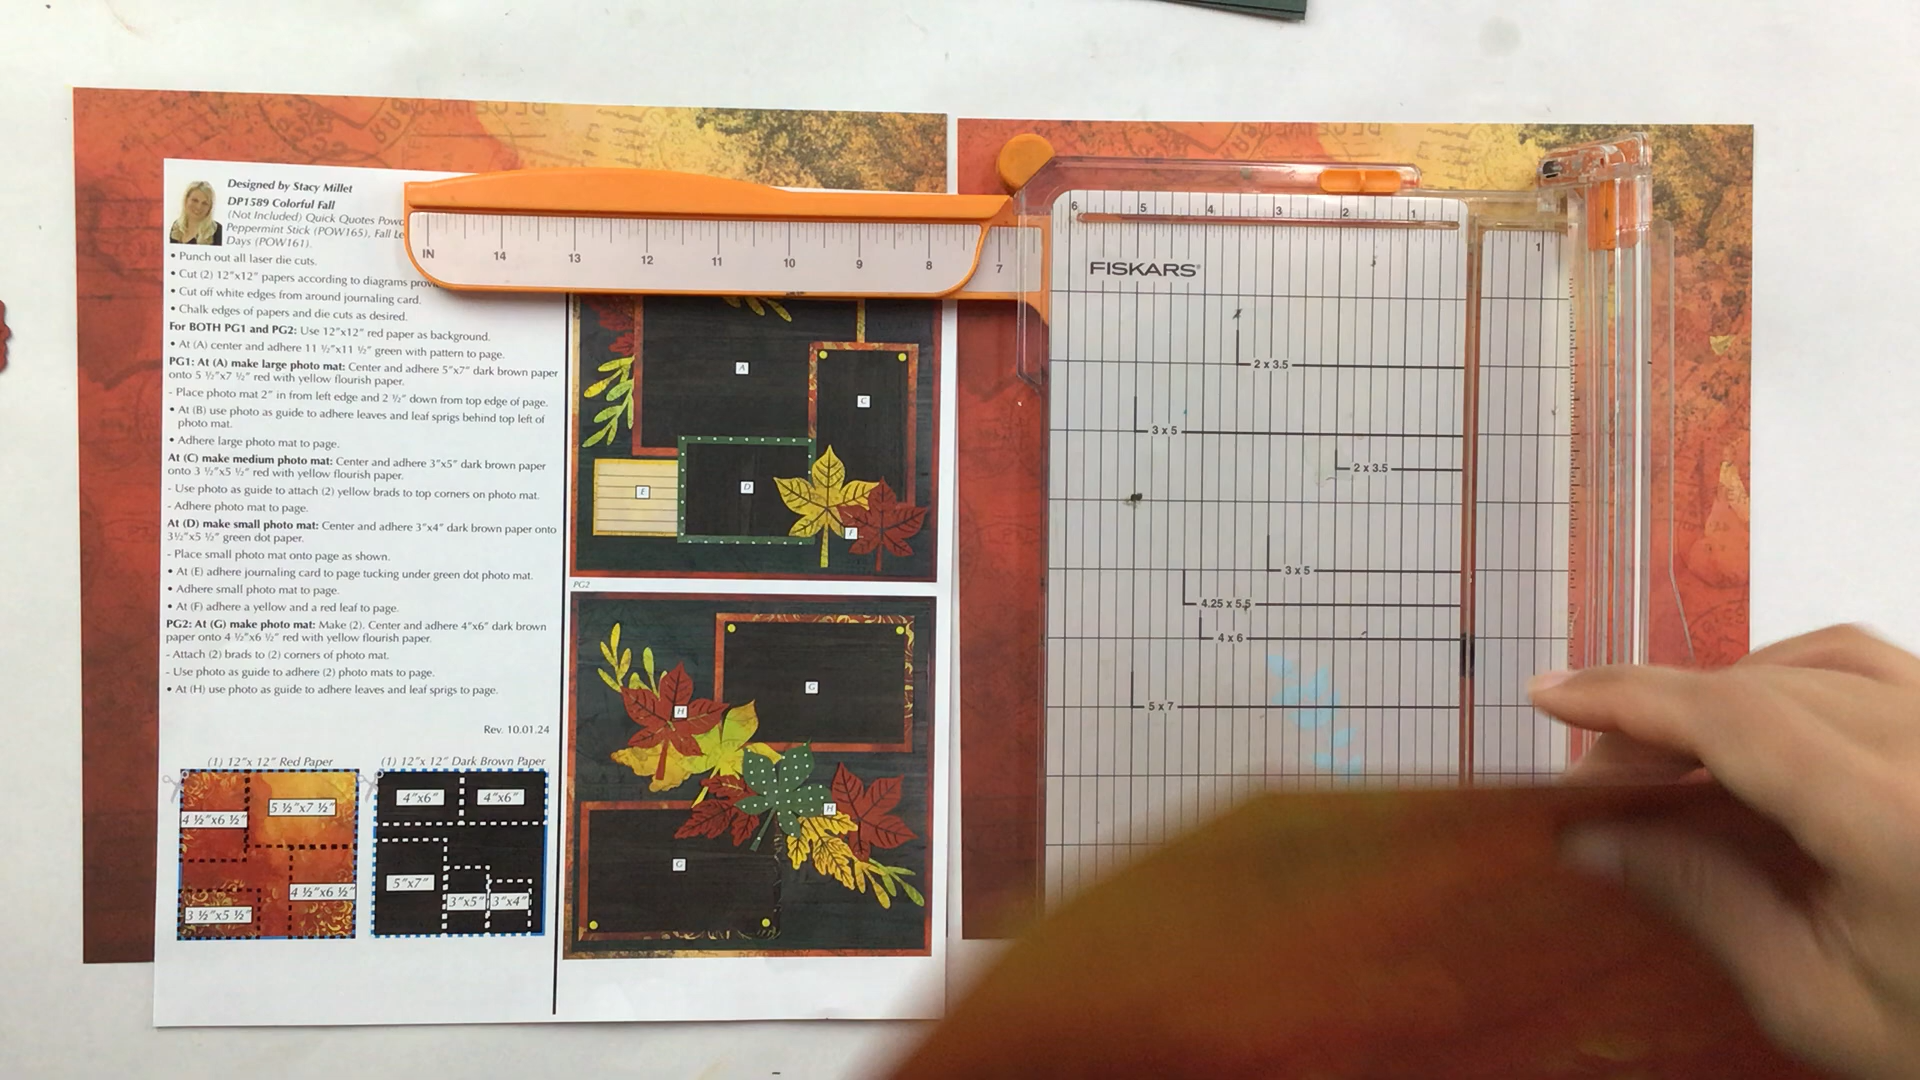 Designed by Stacy Millet
DP1589 Colorful Fall
(Not Included) Quick Quotes
Peppermint Stick (POW165), Fall
Days (POW161).
• Punch out all laser die cuts.
• Cut (2) 12"x12" papers according to diagrams
• Cut off white edges from around journaling card.
• Chalk edges of papers and die cuts as desired.
For BOTH PG1 and PG2: Use 12"x12" red paper as background.
• At (A) center and adhere 11 ½"x11 ½" green with pattern to page.
PG1: At (A) make large photo mat: Center and adhere 5"x7" dark brown paper
onto 5 ½"x7 ½" red with yellow flourish paper.
- Place photo mat 2" in from left edge and 2 ½" down from top edge of page.
• At (B) use photo as guide to adhere leaves and leaf sprigs behind top left of
photo mat.
• Adhere large photo mat to page.
At (C) make medium photo mat: Center and adhere 3"x5" dark brown paper
onto 3 ½"x5 ½" red with yellow flourish paper.
- Use photo as guide to attach (2) yellow brads to top corners on photo mat.
- Adhere photo mat to page.
At (D) make small photo mat: Center and adhere 3"x4" dark brown paper onto
3½"x5 ½" green dot paper.
- Place small photo mat onto page as shown.
• At (E) adhere journaling card to page tucking under green dot photo mat.
• Adhere small photo mat to page.
• At (F) adhere a yellow and a red leaf to page.
PG2: At (G) make photo mat: Make (2). Center and adhere 4"x6" dark brown
paper onto 4 ½"x6 ½" red with yellow flourish paper.
- Attach (2) brads to (2) corners of photo mat.
- Use photo as guide to adhere (2) photo mats to page.
• At (H) use photo as guide to adhere leaves and leaf sprigs to page.
Rev. 10.01.24
(1) 12"x 12" Red Paper
4 ½"x6 ½"
5 ½"x7 ½"
4 ½"x6 ½"
3 ½"x5 ½"
(1) 12"x 12" Dark Brown Paper
4"x6"
4"x6"
5"x7"
3"x5"
3"x4"
A
C
D
E
F
PG2
G
H
H
G
IN 14 13 12 11 10 9 8 7
6 5 4 3 2 1
1
FISKARS®
2 x 3.5
3 x 5
2 x 3.5
3 x 5
4.25 x 5.5
4 x 6
5 x 7